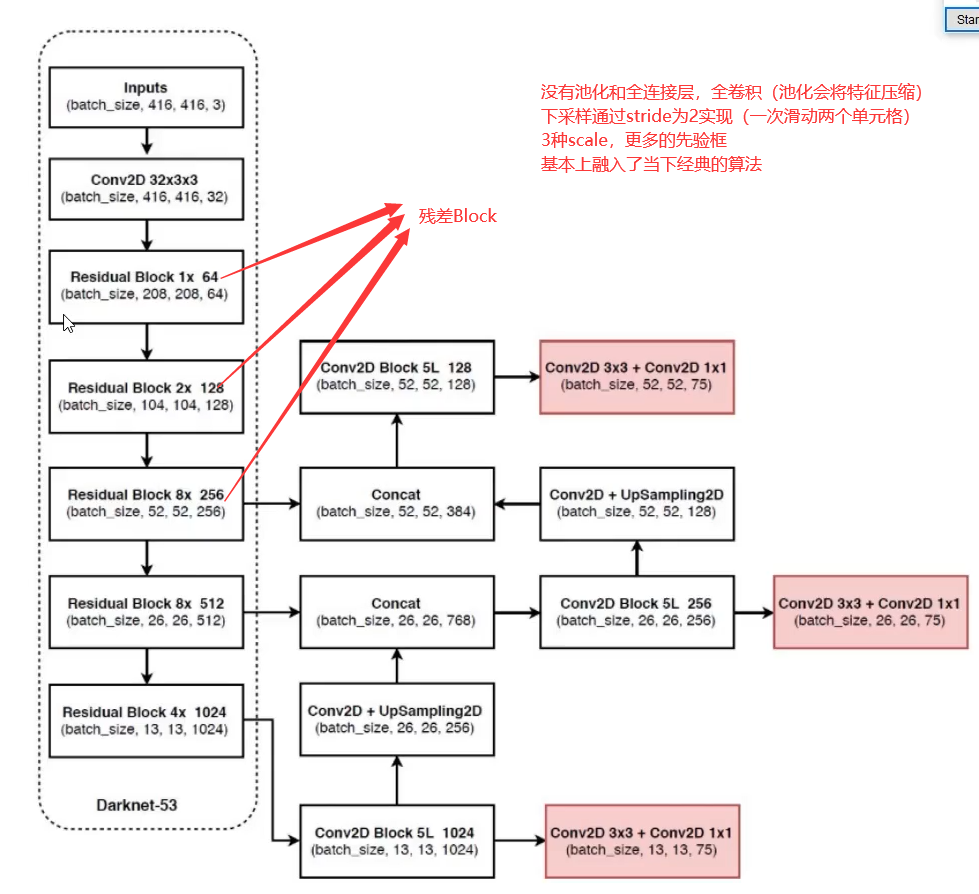 Star
没有池化和全连接层，全卷积（池化会将特征压缩）
下采样通过stride为2实现（一次滑动两个单元格）
3种scale，更多的先验框
基本上融入了当下经典的算法
残差Block
Inputs
(batch_size, 416, 416, 3)
Conv2D 32x3x3
(batch_size, 416, 416, 32)
Residual Block 1x 64
(batch_size, 208, 208, 64)
Residual Block 2x 128
(batch_size, 104, 104, 128)
Residual Block 8x 256
(batch_size, 52, 52, 256)
Residual Block 8x 512
(batch_size, 26, 26, 512)
Residual Block 4x 1024
(batch_size, 13, 13, 1024)
Darknet-53
Conv2D Block 5L 128
(batch_size, 52, 52, 128)
Conv2D 3x3 + Conv2D 1x1
(batch_size, 52, 52, 75)
Concat
(batch_size, 52, 52, 384)
Conv2D + UpSampling2D
(batch_size, 52, 52, 128)
Concat
(batch_size, 26, 26, 768)
Conv2D Block 5L 256
(batch_size, 26, 26, 256)
Conv2D 3x3 + Conv2D 1x1
(batch_size, 26, 26, 75)
Conv2D + UpSampling2D
(batch_size, 26, 26, 256)
Conv2D Block 5L 1024
(batch_size, 13, 13, 1024)
Conv2D 3x3 + Conv2D 1x1
(batch_size, 13, 13, 75)